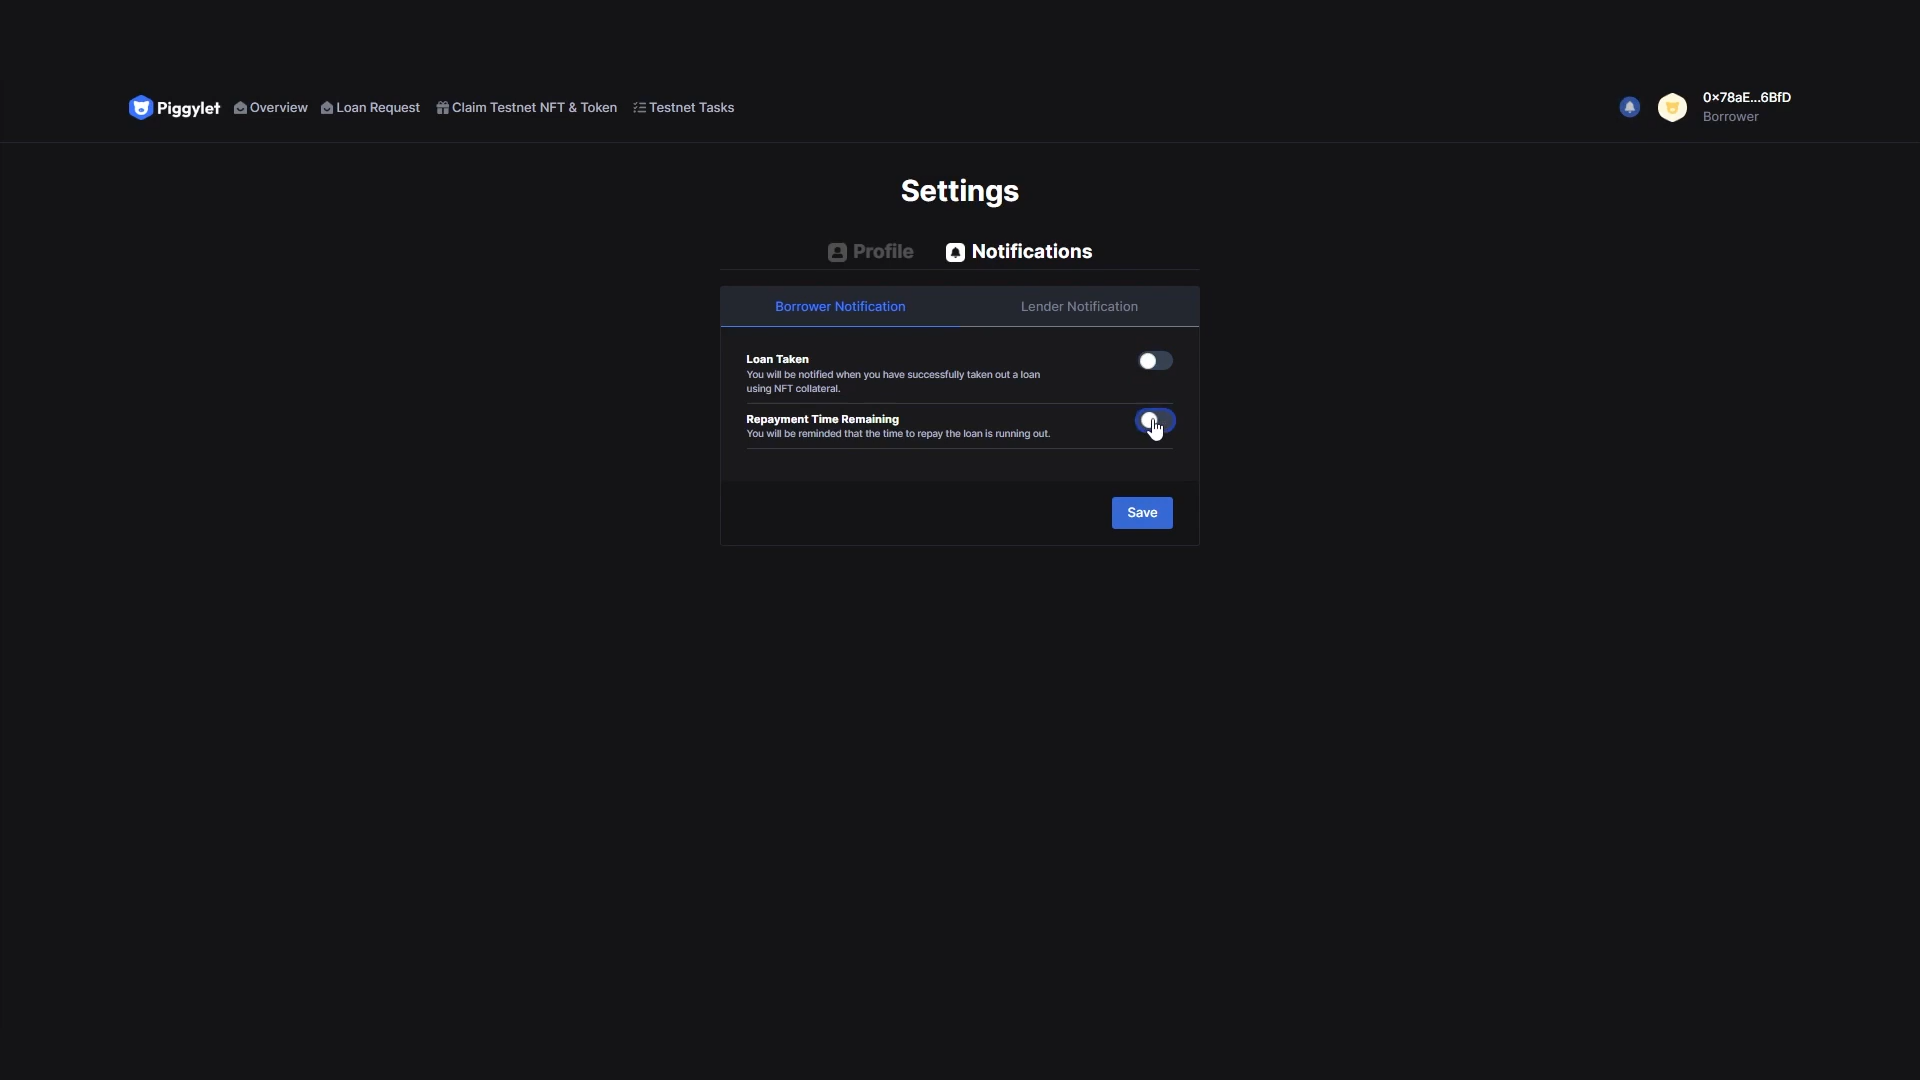 Piggylet
Overview
Loan Request
Claim Testnet NFT & Token
Testnet Tasks
0×78aE...6BfD
Borrower
Settings
Profile
Notifications
Borrower Notification
Lender Notification
Loan Taken
You will be notified when you have successfully taken out a loan
using NFT collateral.
Repayment Time Remaining
You will be reminded that the time to repay the loan is running out.
Save